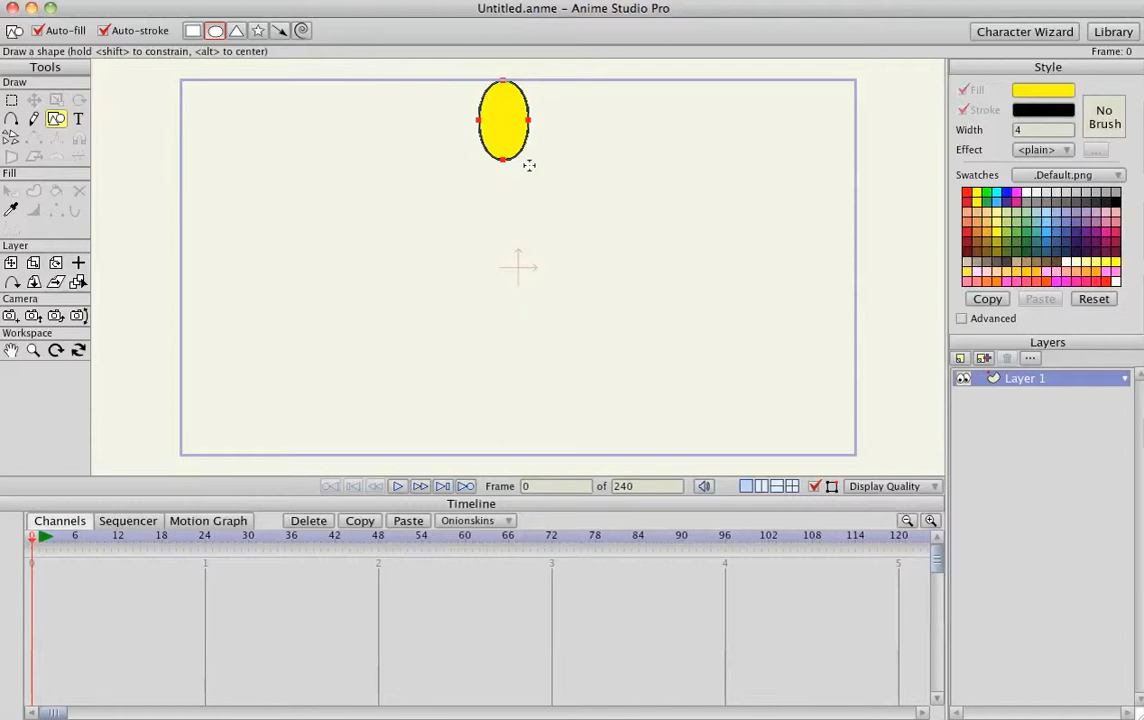 Untitled.anme - Anime Studio Pro
Auto-fill Auto-stroke Character Wizard Library
Draw a shape (hold <shift> to constrain, <alt> to center) Frame: 0
Tools
Draw
T
Fill
Layer
Camera
Workspace
Style
Fill
Stroke
No Brush
Width 4
Effect <plain> ...
Swatches .Default.png
Copy Paste Reset
Advanced
Layers
...
Layer 1
Frame 0 of 240 Display Quality
Timeline
Channels Sequencer Motion Graph Delete Copy Paste Onionskins
0 6 12 18 24 30 36 42 48 54 60 66 72 78 84 90 96 102 108 114 120
0 1 2 3 4 5